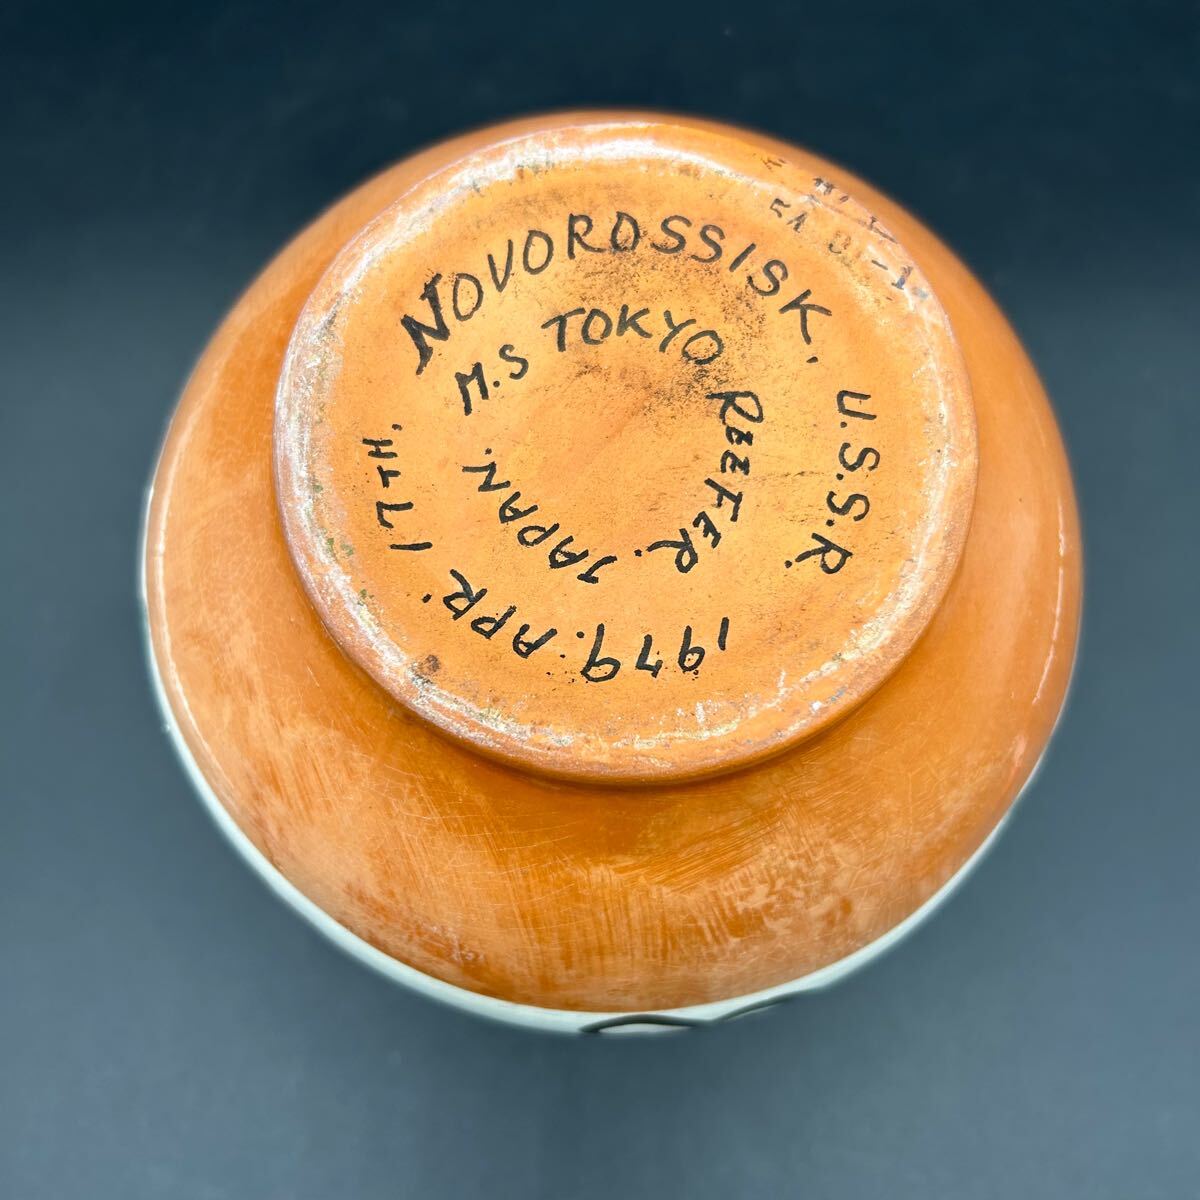 NOVOROSSISK, U.S.S.R.
1979. APR. 17TH.
M.S TOKYO REEFER. JAPAN.